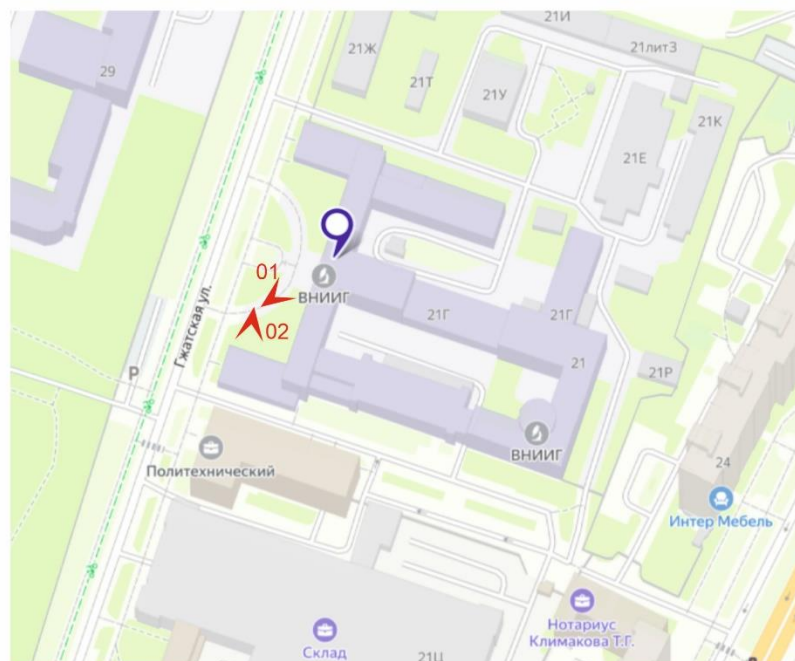 21И
21Ж
21литЗ
29
21Т
21У
21К
21Е
01
ВНИИГ
02
21Г
21Г
Гжатская ул.
21
21Р
P
ВНИИГ
Политехнический
24
Интер Мебель
Нотариус
Климакова Т.Г.
Склад
21Ц